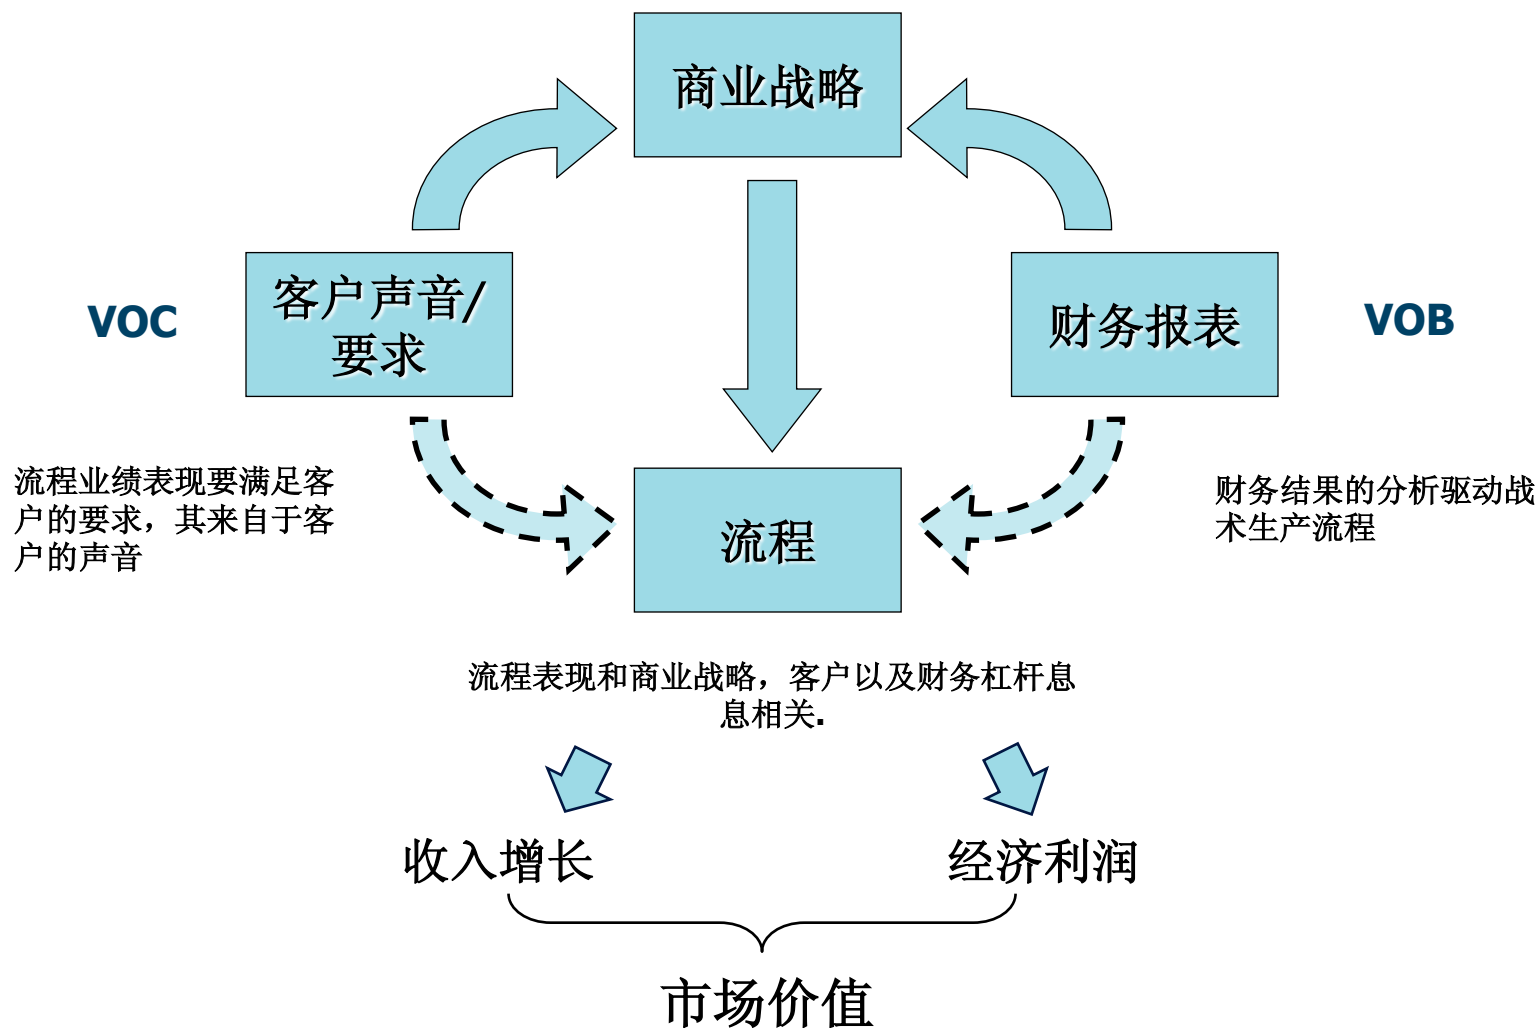 商业战略
VOC
客户声音/
要求
财务报表
VOB
流程业绩表现要满足客
户的要求，其来自于客
户的声音
流程
财务结果的分析驱动战
术生产流程
流程表现和商业战略，客户以及财务杠杆息
息相关.
收入增长
经济利润
市场价值